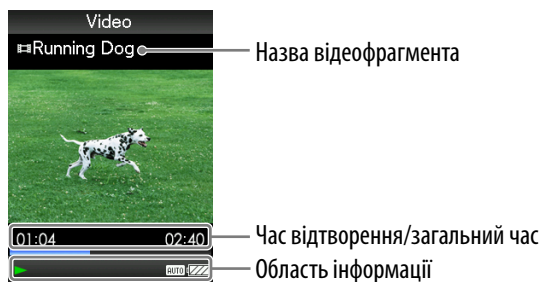 Video
Running Dog
Назва відеофрагмента
01:04 02:40
Час відтворення/загальний час
AUTO
Область інформації